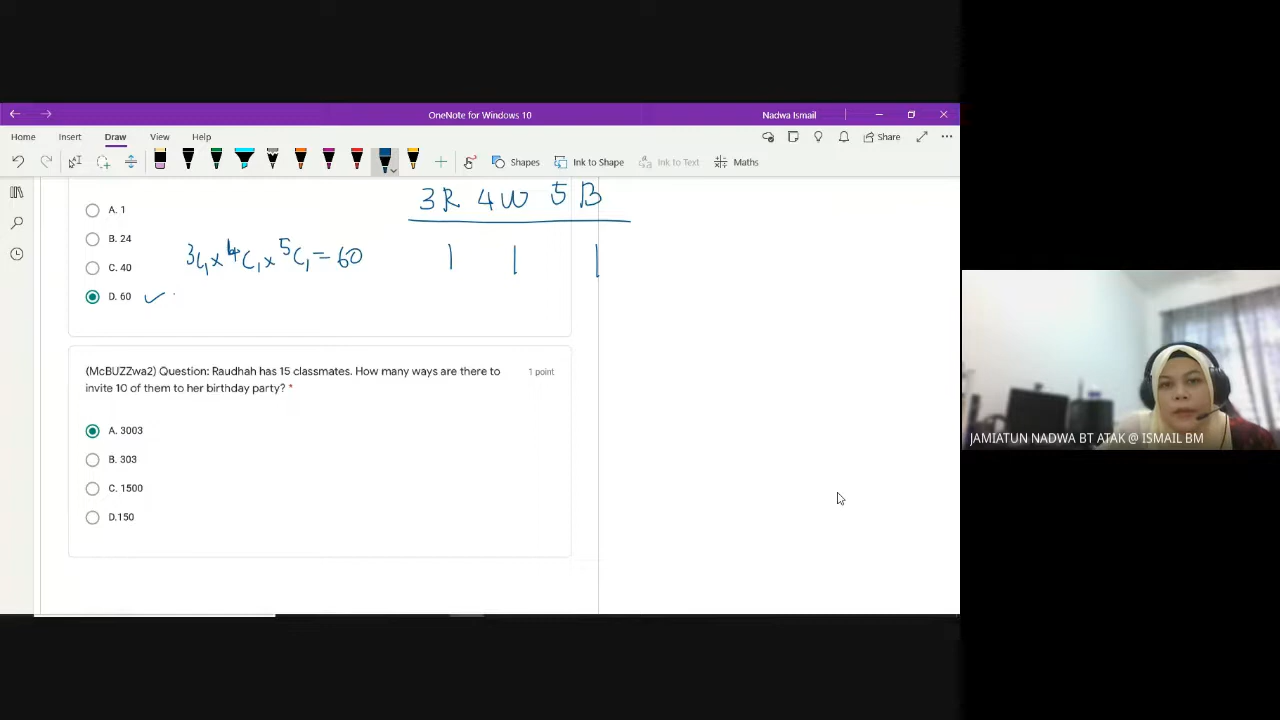 OneNote for Windows 10
Nadwa Ismail
Home Insert Draw View Help
Share
Shapes
Ink to Shape
Ink to Text
Maths
3R 4W 5B
A. 1
B. 24
³C₁ x ⁴C₁ x ⁵C₁ = 60
1 1 1
C. 40
D. 60
(McBUZZwa2) Question: Raudhah has 15 classmates. How many ways are there to
invite 10 of them to her birthday party? *
1 point
A. 3003
B. 303
C. 1500
D.150
JAMIATUN NADWA BT ATAK @ ISMAIL BM